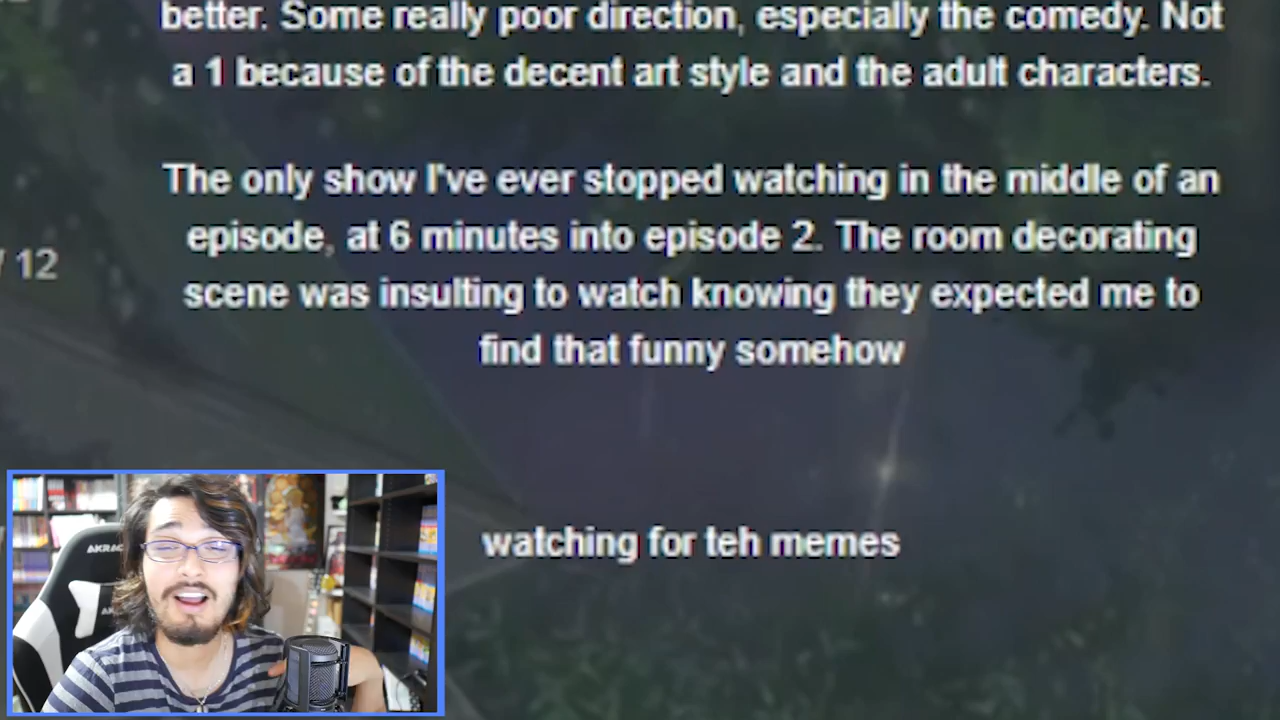 better. Some really poor direction, especially the comedy. Not
a 1 because of the decent art style and the adult characters.
The only show I've ever stopped watching in the middle of an
episode, at 6 minutes into episode 2. The room decorating
/ 12
scene was insulting to watch knowing they expected me to
find that funny somehow
watching for teh memes
AKRAC